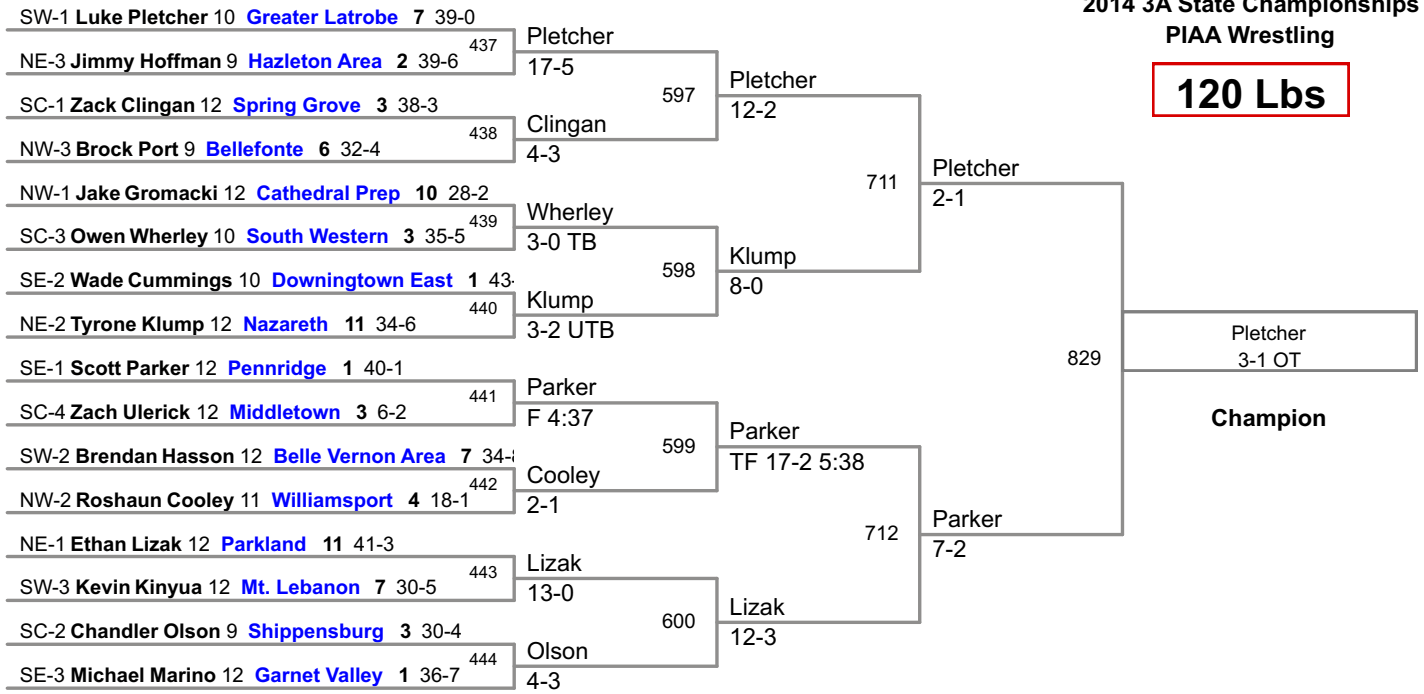 2014 3A State Championships
PIAA Wrestling
120 Lbs
SW-1 Luke Pletcher 10 Greater Latrobe 7 39-0
NE-3 Jimmy Hoffman 9 Hazleton Area 2 39-6
SC-1 Zack Clingan 12 Spring Grove 3 38-3
NW-3 Brock Port 9 Bellefonte 6 32-4
NW-1 Jake Gromacki 12 Cathedral Prep 10 28-2
SC-3 Owen Wherley 10 South Western 3 35-5
SE-2 Wade Cummings 10 Downingtown East 1 43-
NE-2 Tyrone Klump 12 Nazareth 11 34-6
SE-1 Scott Parker 12 Pennridge 1 40-1
SC-4 Zach Ulerick 12 Middletown 3 6-2
SW-2 Brendan Hasson 12 Belle Vernon Area 7 34-
NW-2 Roshaun Cooley 11 Williamsport 4 18-1
NE-1 Ethan Lizak 12 Parkland 11 41-3
SW-3 Kevin Kinyua 12 Mt. Lebanon 7 30-5
SC-2 Chandler Olson 9 Shippensburg 3 30-4
SE-3 Michael Marino 12 Garnet Valley 1 36-7
437
438
439
440
441
442
443
444
Pletcher
17-5
Clingan
4-3
Wherley
3-0 TB
Klump
3-2 UTB
Parker
F 4:37
Cooley
2-1
Lizak
13-0
Olson
4-3
597
598
599
600
Pletcher
12-2
Klump
8-0
Parker
TF 17-2 5:38
Lizak
12-3
711
712
Pletcher
2-1
Parker
7-2
829
Pletcher
3-1 OT
Champion